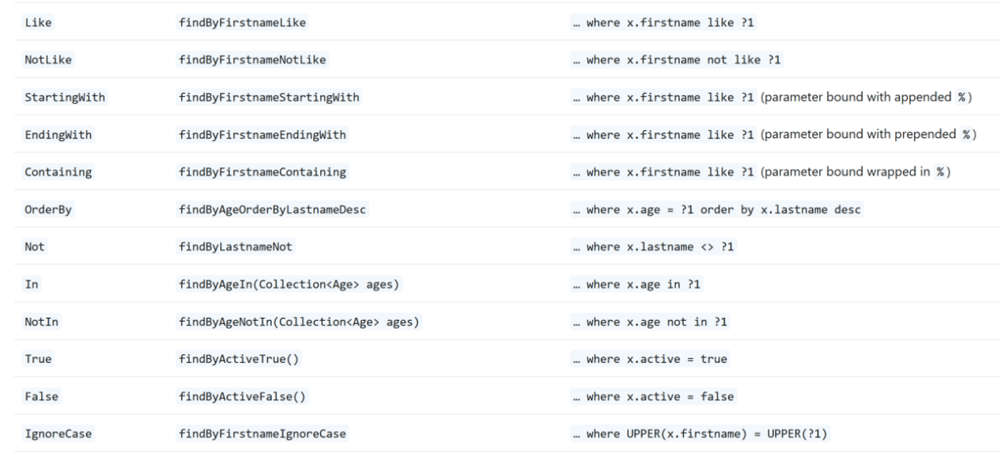 Like findByFirstnameLike … where x.firstname like ?1
NotLike findByFirstnameNotLike … where x.firstname not like ?1
StartingWith findByFirstnameStartingWith … where x.firstname like ?1 (parameter bound with appended %)
EndingWith findByFirstnameEndingWith … where x.firstname like ?1 (parameter bound with prepended %)
Containing findByFirstnameContaining … where x.firstname like ?1 (parameter bound wrapped in %)
OrderBy findByAgeOrderByLastnameDesc … where x.age = ?1 order by x.lastname desc
Not findByLastnameNot … where x.lastname <> ?1
In findByAgeIn(Collection<Age> ages) … where x.age in ?1
NotIn findByAgeNotIn(Collection<Age> ages) … where x.age not in ?1
True findByActiveTrue() … where x.active = true
False findByActiveFalse() … where x.active = false
IgnoreCase findByFirstnameIgnoreCase … where UPPER(x.firstname) = UPPER(?1)